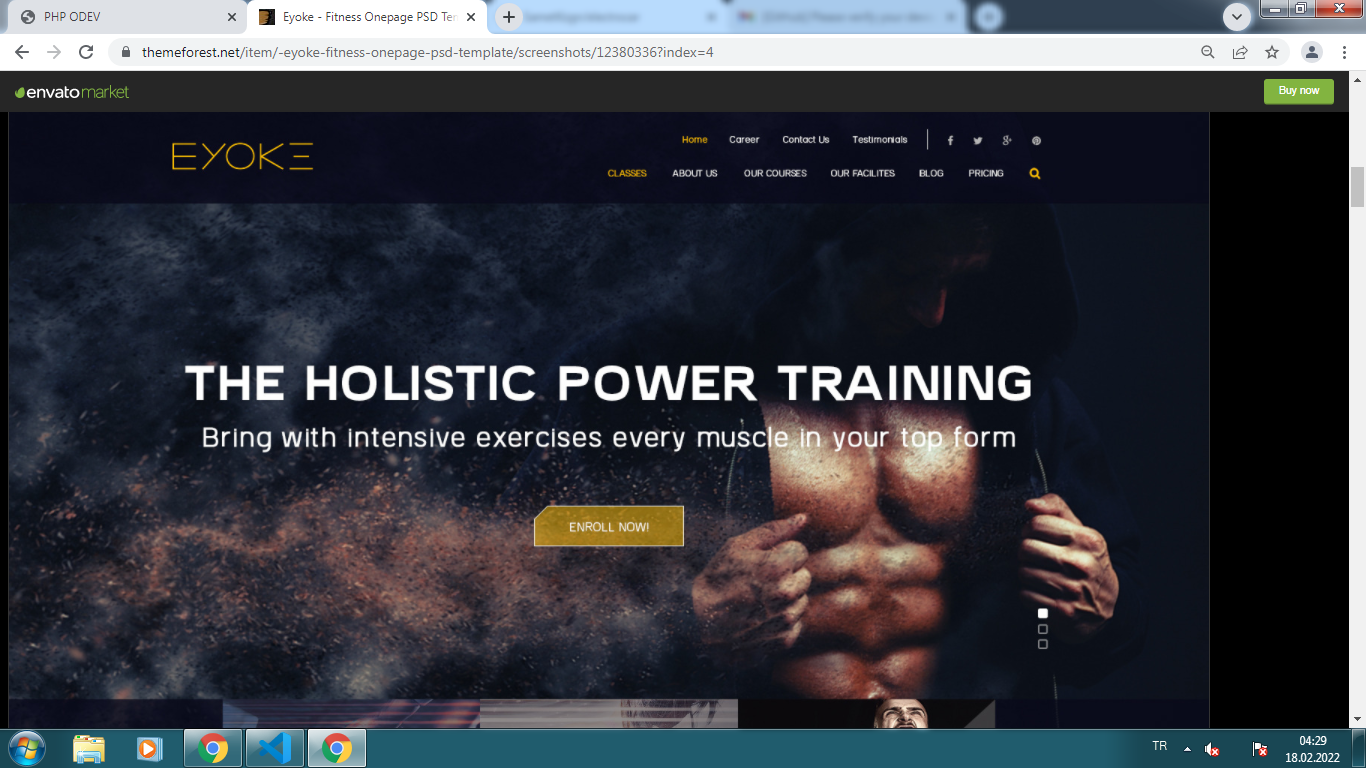 PHP ODEV
Eyoke - Fitness Onepage PSD Tem
themeforest.net/item/-eyoke-fitness-onepage-psd-template/screenshots/12380336?index=4
envato market
Buy now
EYOKE
Home Career Contact Us Testimonials
CLASSES ABOUT US OUR COURSES OUR FACILITES BLOG PRICING
THE HOLISTIC POWER TRAINING
Bring with intensive exercises every muscle in your top form
ENROLL NOW!
TR
04:29
18.02.2022